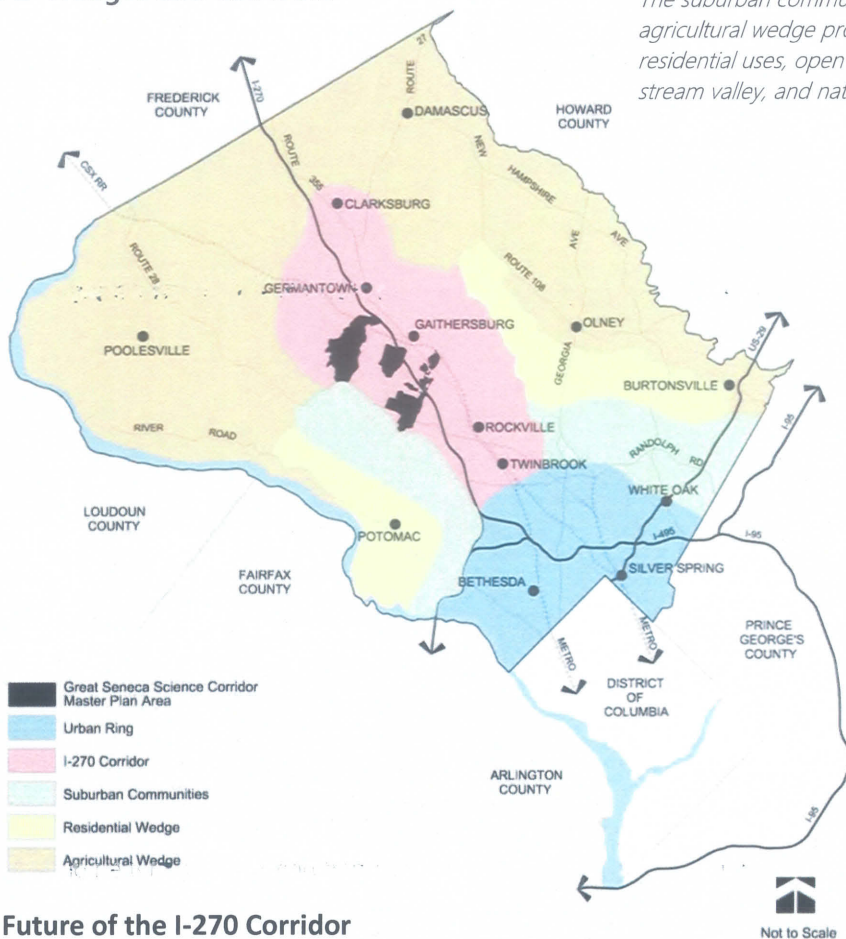 The suburban
agricultural wedge
residential uses, open
stream valley, and
27
ROUTE
I-270
FREDERICK
COUNTY
DAMASCUS
HOWARD
COUNTY
ROUTE
355
NEW
HAMPSHIRE
AVE
CSX RR
CLARKSBURG
AVE
ROUTE 28
ROUTE 108
GERMANTOWN
GAITHERSBURG
OLNEY
US-29
POOLESVILLE
GEORGIA
BURTONSVILLE
I-95
RIVER
ROAD
ROCKVILLE
RANDOLPH
RD
TWINBROOK
WHITE OAK
LOUDOUN
COUNTY
POTOMAC
I-495
I-95
FAIRFAX
COUNTY
BETHESDA
SILVER SPRING
PRINCE
GEORGE'S
COUNTY
METRO
METRO
DISTRICT
OF
COLUMBIA
ARLINGTON
COUNTY
I-95
Great Seneca Science Corridor
Master Plan Area
Urban Ring
I-270 Corridor
Suburban Communities
Residential Wedge
Agricultural Wedge
Not to Scale
Future of the I-270 Corridor